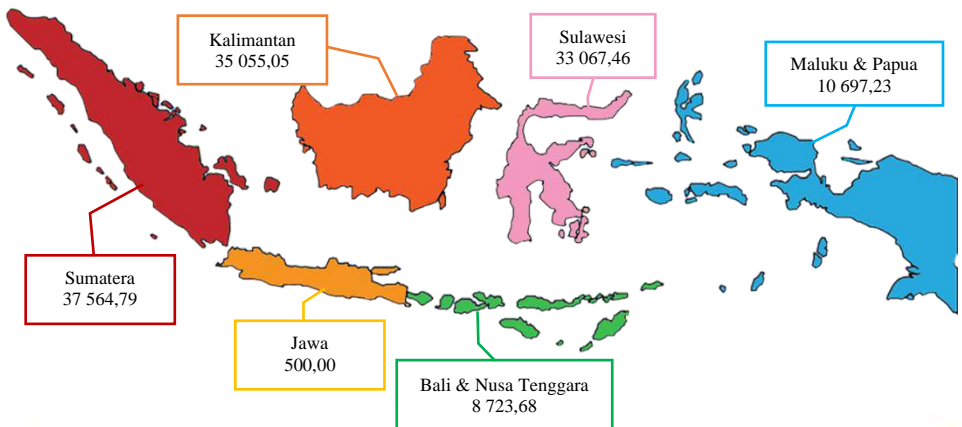 Kalimantan
35 055,05
Sulawesi
33 067,46
Maluku & Papua
10 697,23
Sumatera
37 564,79
Jawa
500,00
Bali & Nusa Tenggara
8 723,68